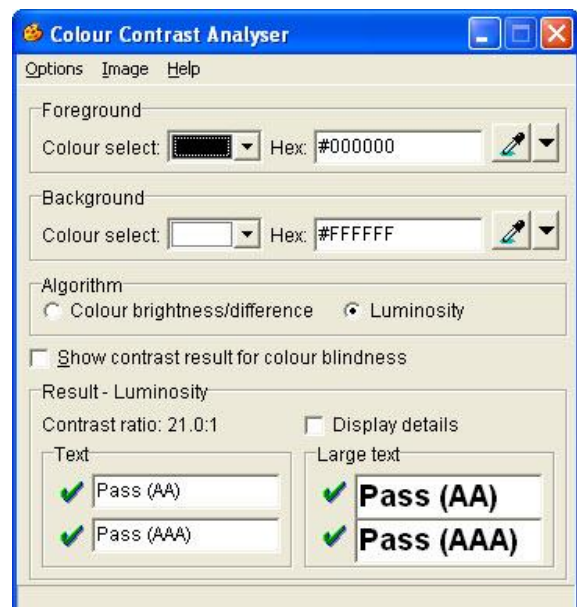 Colour Contrast Analyser
Options Image Help
Foreground
Colour select: Hex: #000000
Background
Colour select: Hex: #FFFFFF
Algorithm
Colour brightness/difference Luminosity
Show contrast result for colour blindness
Result - Luminosity
Contrast ratio: 21.0:1 Display details
Text Large text
Pass (AA) Pass (AA)
Pass (AAA) Pass (AAA)